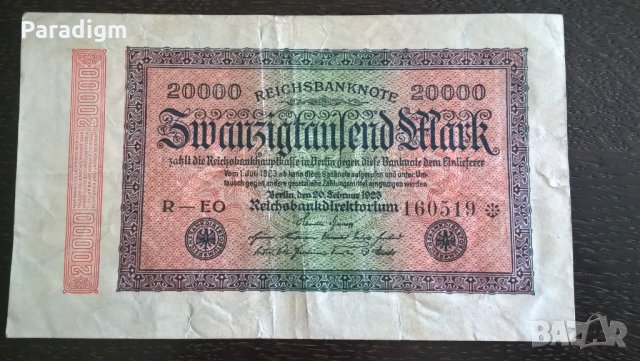 Paradigm
20000 REICHSBANKNOTE 20000
Zwanzigtausend Mark
zahlt die Reichsbankhauptkasse in Berlin gegen diese Banknote dem Einlieferer
Vom 1. Juli 1923 ab kann diese Banknote aufgerufen und unter Um-
tausch gegen andere gesetzliche Zahlungsmittel eingezogen werden
Berlin, den 20. Februar 1923
R—EO Reichsbankdirektorium 160519 *
20000 20000
BAZAR